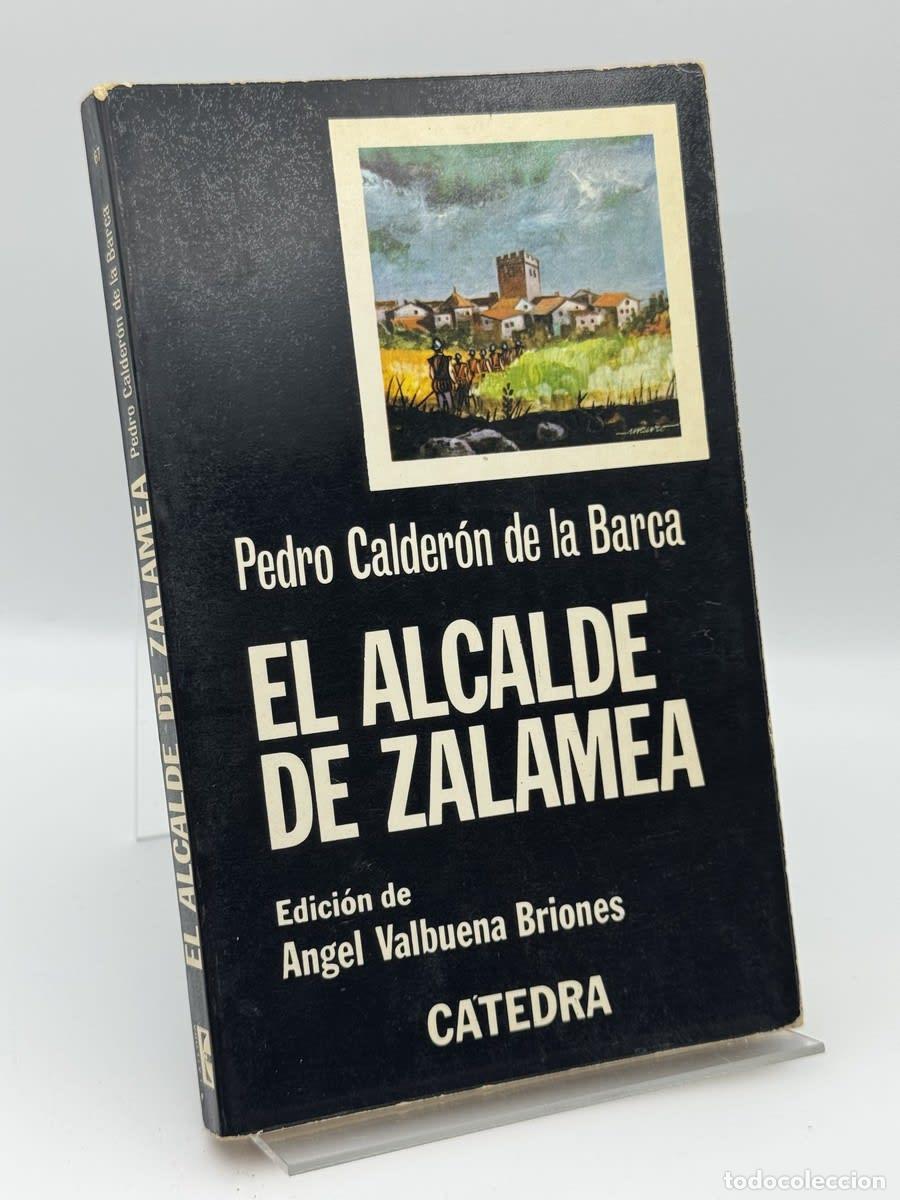 Pedro Calderón de la Barca
EL ALCALDE
DE ZALAMEA
Edición de
Angel Valbuena Briones
CÁTEDRA
EL ALCALDE DE ZALAMEA Pedro Calderón de la Barca
todocoleccion